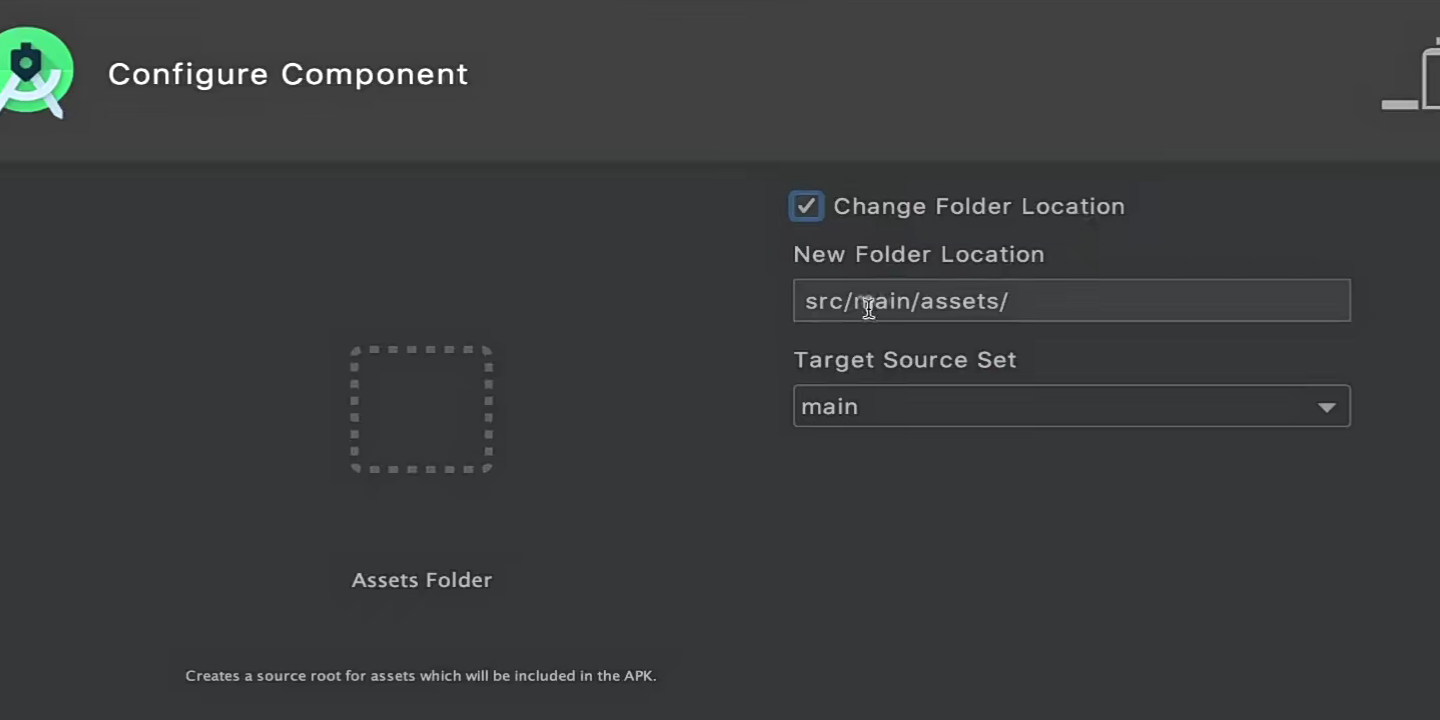 Configure Component
Change Folder Location
New Folder Location
src/main/assets/
Target Source Set
main
Assets Folder
Creates a source root for assets which will be included in the APK.